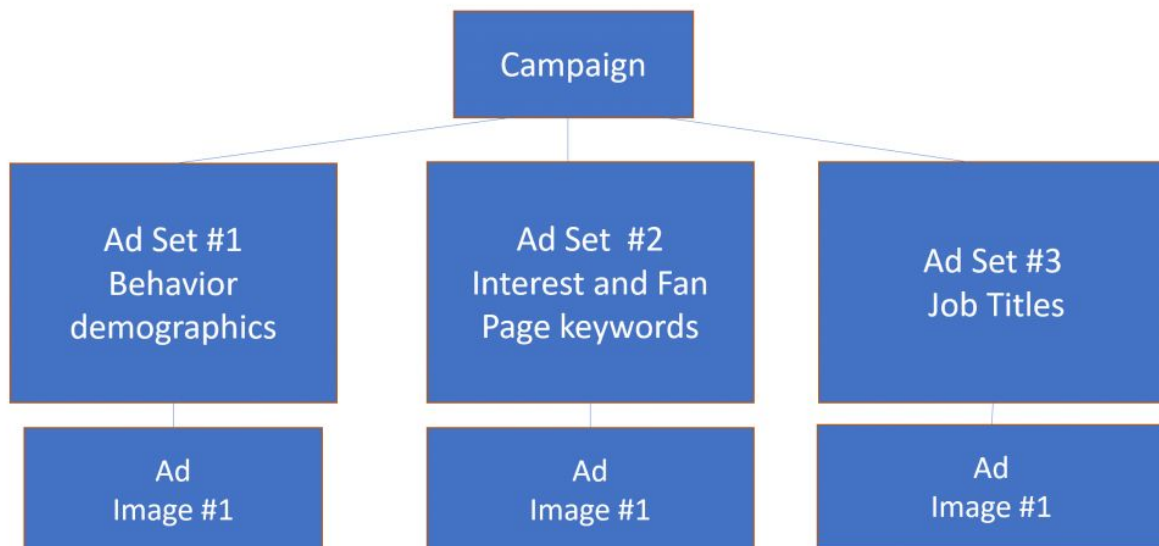 Campaign
Ad Set #1
Behavior
demographics
Ad Set #2
Interest and Fan
Page keywords
Ad Set #3
Job Titles
Ad
Image #1
Ad
Image #1
Ad
Image #1